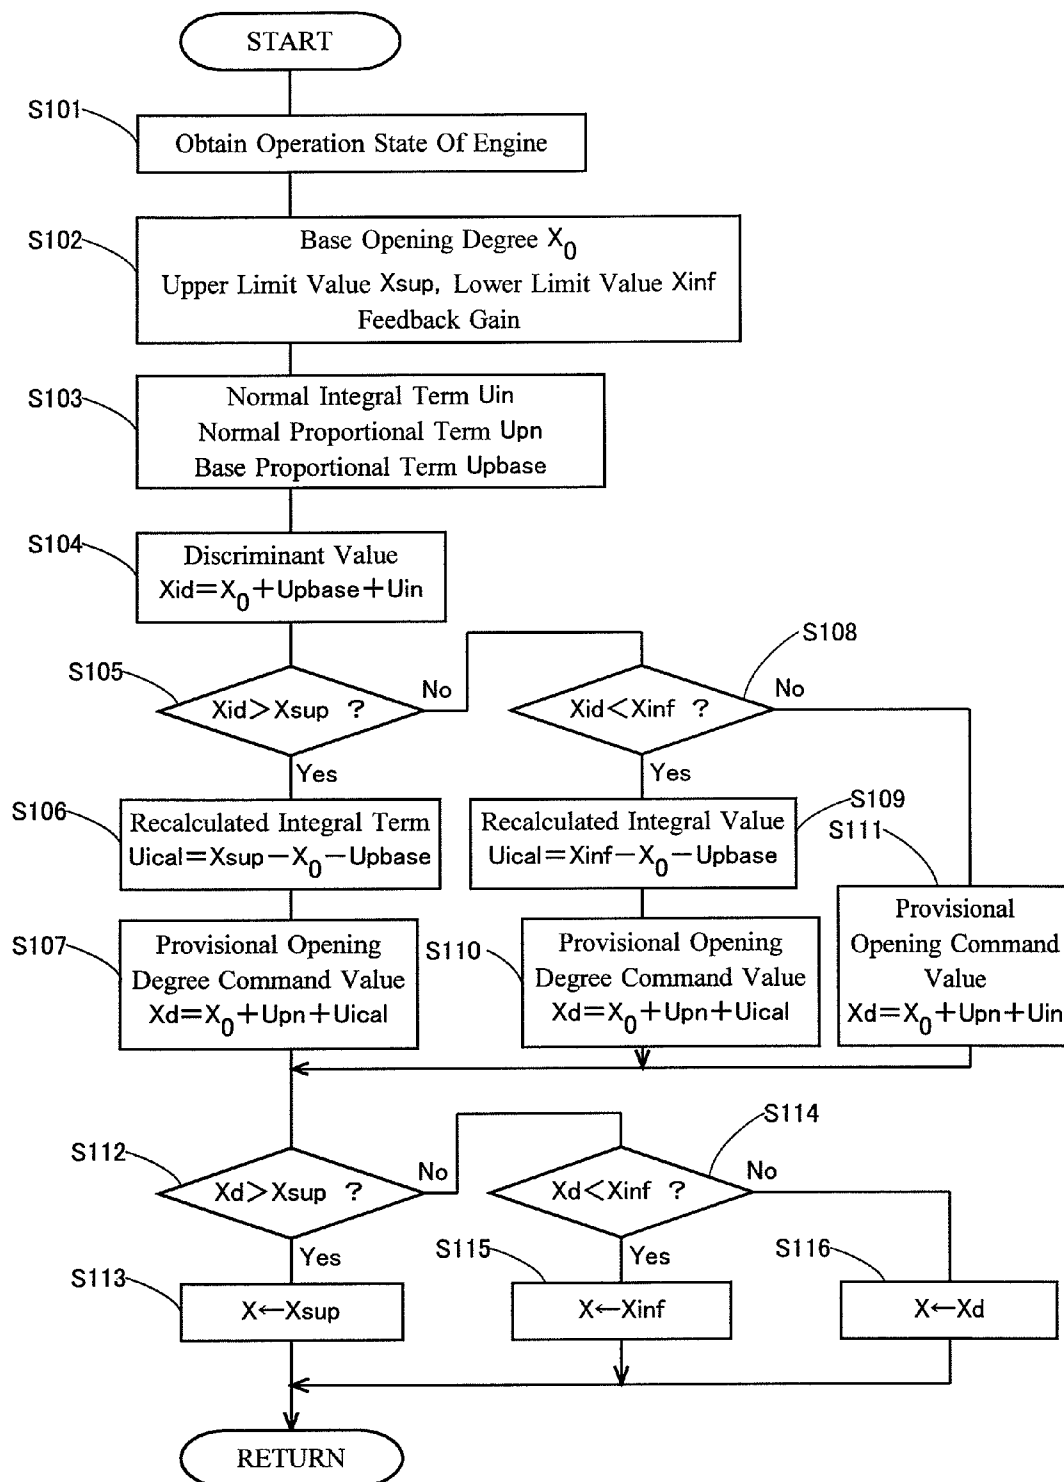 START
S101
Obtain Operation State Of Engine
S102
Base Opening Degree X0
Upper Limit Value Xsup, Lower Limit Value Xinf
Feedback Gain
S103
Normal Integral Term Uin
Normal Proportional Term Upn
Base Proportional Term Upbase
S104
Discriminant Value
Xid=X0+Upbase+Uin
S105
Xid>Xsup ?
No
Yes
S108
Xid<Xinf ?
No
Yes
S106
Recalculated Integral Term
Uical=Xsup-X0-Upbase
S109
Recalculated Integral Value
Uical=Xinf-X0-Upbase
S107
Provisional Opening
Degree Command Value
Xd=X0+Upn+Uical
S110
Provisional Opening
Degree Command Value
Xd=X0+Upn+Uical
S111
Provisional
Opening Command
Value
Xd=X0+Upn+Uin
S112
Xd>Xsup ?
No
Yes
S114
Xd<Xinf ?
No
Yes
S113
X←Xsup
S115
X←Xinf
S116
X←Xd
RETURN